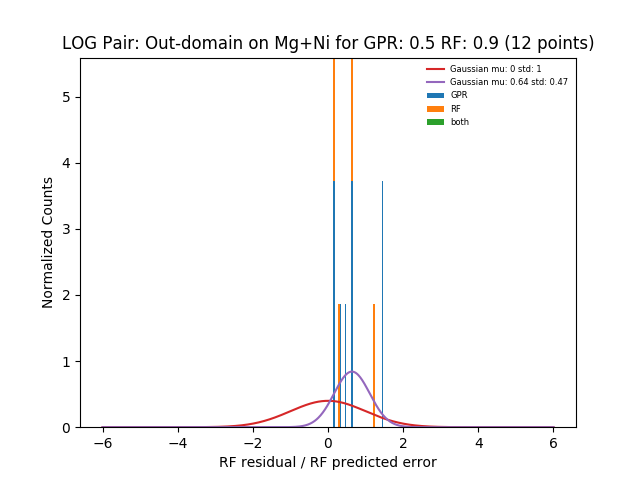 LOG Pair: Out-domain on Mg+Ni for GPR: 0.5 RF: 0.9 (12 points)
Gaussian mu: 0 std: 1
Gaussian mu: 0.64 std: 0.47
GPR
RF
both
Normalized Counts
5
4
3
2
1
0
−6 −4 −2 0 2 4 6
RF residual / RF predicted error